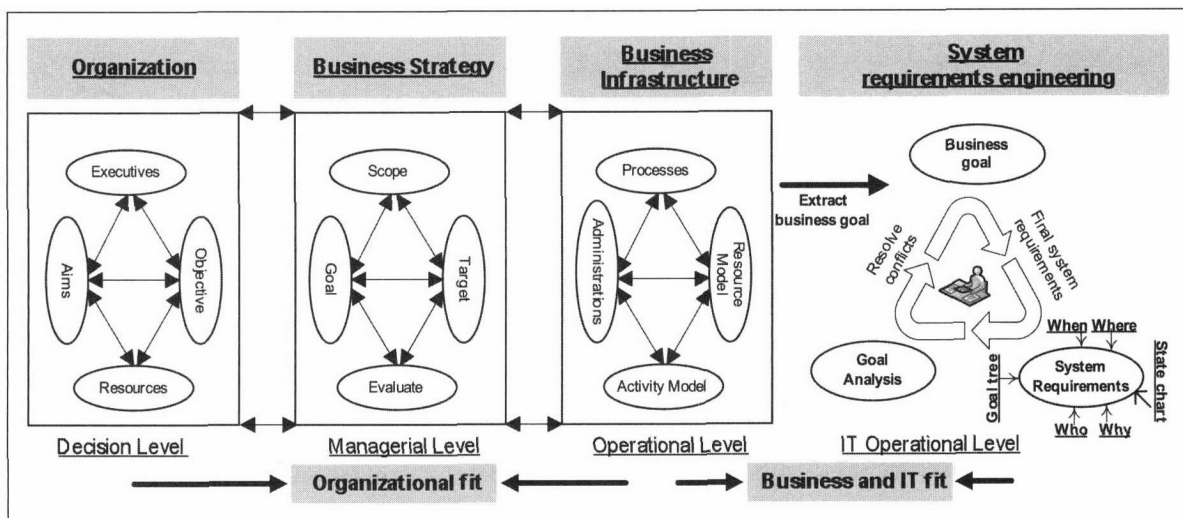 Organization
Business Strategy
Business
Infrastructure
System
requirements engineering
Executives
Aims
Objective
Resources
Scope
Goal
Target
Evaluate
Processes
Administrations
Resource
Model
Activity Model
Extract
business goal
Business
goal
Resolve
conflicts
Final system
requirements
Goal
Analysis
When
Where
Goal tree
System
Requirements
State chart
Who
Why
Decision Level
Managerial Level
Operational Level
IT Operational Level
Organizational fit
Business and IT fit